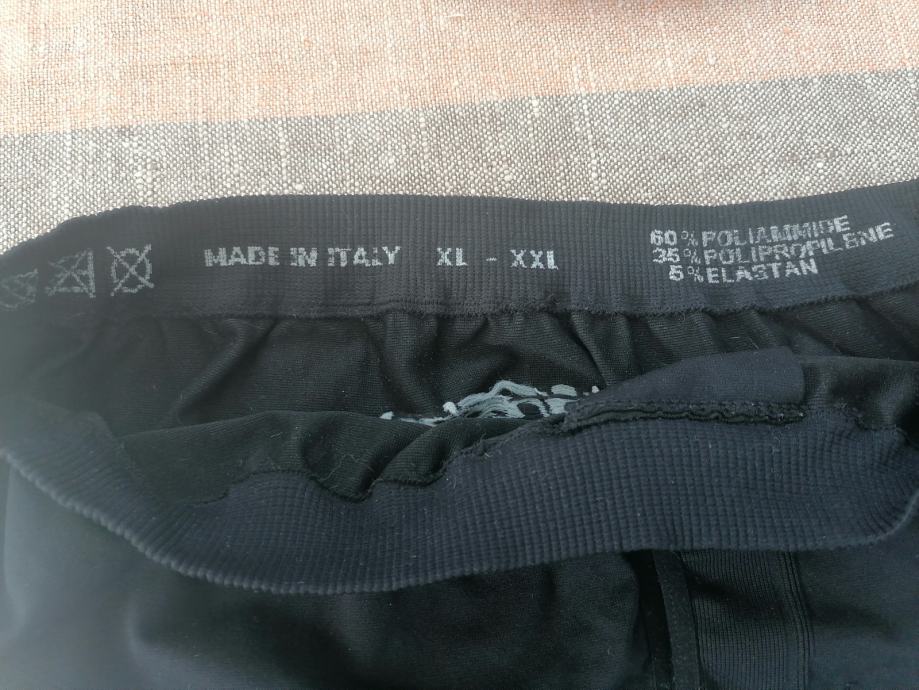 MADE IN ITALY XL - XXL
60% POLIAMMIDE
35% POLIPROPILENE
5% ELASTAN